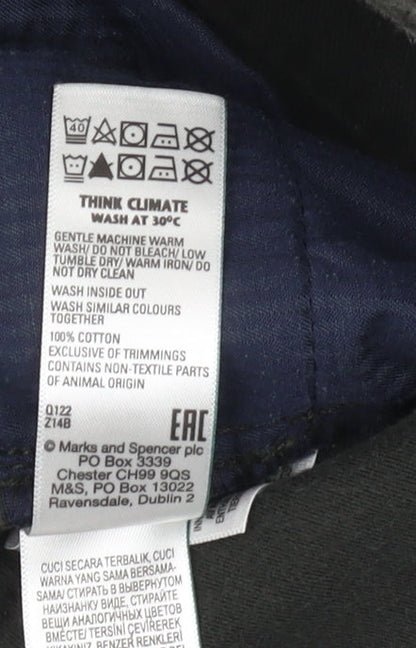 40
THINK CLIMATE
WASH AT 30ºC
GENTLE MACHINE WARM
WASH/ DO NOT BLEACH/ LOW
TUMBLE DRY/ WARM IRON/ DO
NOT DRY CLEAN
WASH INSIDE OUT
WASH SIMILAR COLOURS
TOGETHER
100% COTTON
EXCLUSIVE OF TRIMMINGS
CONTAINS NON-TEXTILE PARTS
OF ANIMAL ORIGIN
Q122
Z14B
EAC
© Marks and Spencer plc
PO Box 3339
Chester CH99 9QS
M&S, PO Box 13022
Ravensdale, Dublin 2
CUCI SECARA TERBALIK, CUCI
WARNA YANG SAMA BERSAMA-
SAMA/ СТИРАТЬ В ВЫВЕРНУТОМ
НАИЗНАНКУ ВИДЕ, СТИРАЙТЕ
ВЕЩИ АНАЛОГИЧНЫХ ЦВЕТОВ
ВМЕСТЕ/ TERSİNİ ÇEVİREREK
YIKAYINIZ, BENZER RENKLERİ